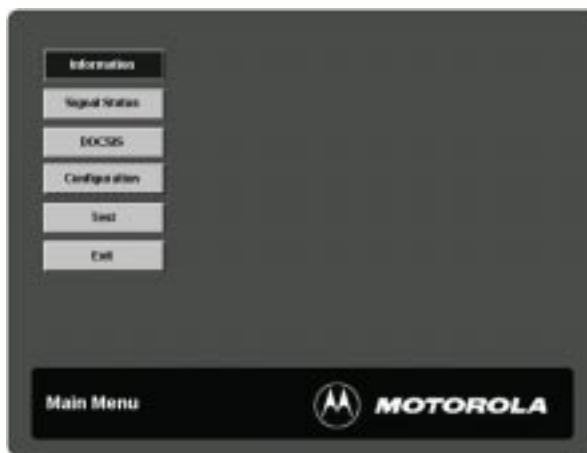 Information
Signal Status
DOCSIS
Configuration
Test
Exit
Main Menu
MOTOROLA